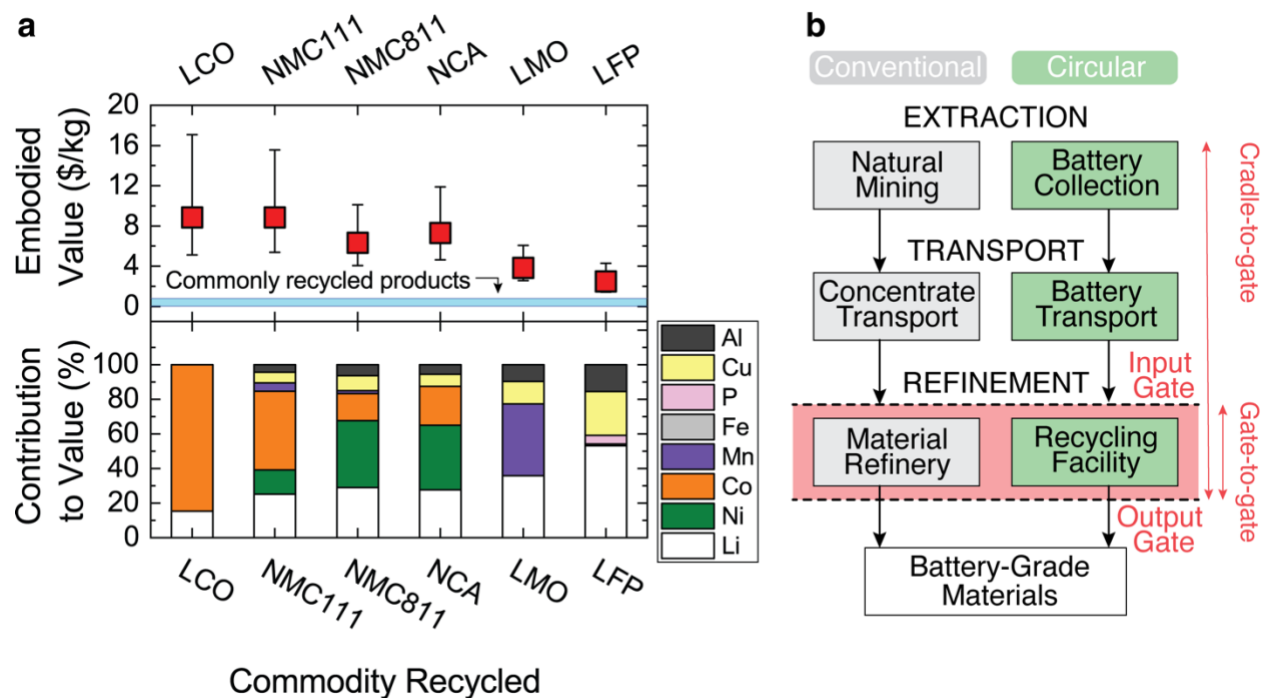 a
LCO
NMC111
NMC811
NCA
LMO
LFP
Embodied
Value ($/kg)
20
16
12
8
4
0
Commonly recycled products
Contribution
to Value (%)
100
80
60
40
20
0
Al
Cu
P
Fe
Mn
Co
Ni
Li
LCO
NMC111
NMC811
NCA
LMO
LFP
Commodity Recycled
b
Conventional
Circular
EXTRACTION
Natural
Mining
Battery
Collection
TRANSPORT
Concentrate
Transport
Battery
Transport
REFINEMENT
Input
Gate
Material
Refinery
Recycling
Facility
Output
Gate
Battery-Grade
Materials
Cradle-to-gate
Gate-to-gate